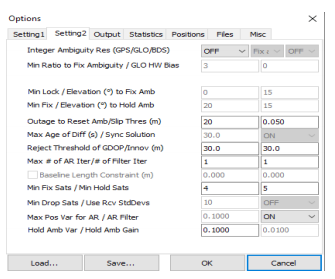 Options
Setting1 Setting2 Output Statistics Positions Files Misc
Integer Ambiguity Res (GPS/GLO/BDS) OFF Fix OFF
Min Ratio to Fix Ambiguity / GLO HW Bias 3 0
Min Lock / Elevation (°) to Fix Amb 0 15
Min Fix / Elevation (°) to Hold Amb 20 15
Outage to Reset Amb/Slip Thres (m) 20 0.050
Max Age of Diff (s) / Sync Solution 30.0 ON
Reject Threshold of GDOP/Innov (m) 30.0 30.0
Max # of AR Iter/# of Filter Iter 1 1
Baseline Length Constraint (m) 0.000 0.000
Min Fix Sats / Min Hold Sats 4 5
Min Drop Sats / Use Rcv StdDevs 10 OFF
Max Pos Var for AR / AR Filter 0.1000 ON
Hold Amb Var / Hold Amb Gain 0.1000 0.0100
Load... Save... OK Cancel